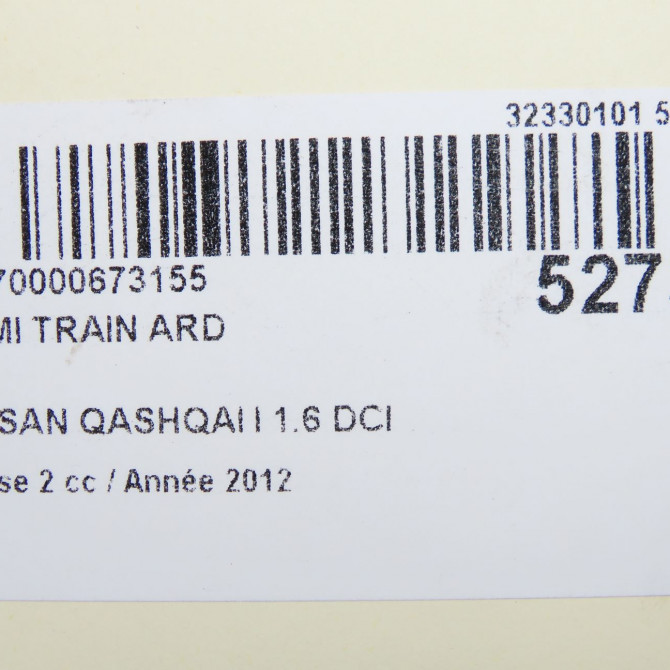 32330101 5
70000673155
527
MI TRAIN ARD
SAN QASHQAI I 1.6 DCI
se 2 cc / Année 2012